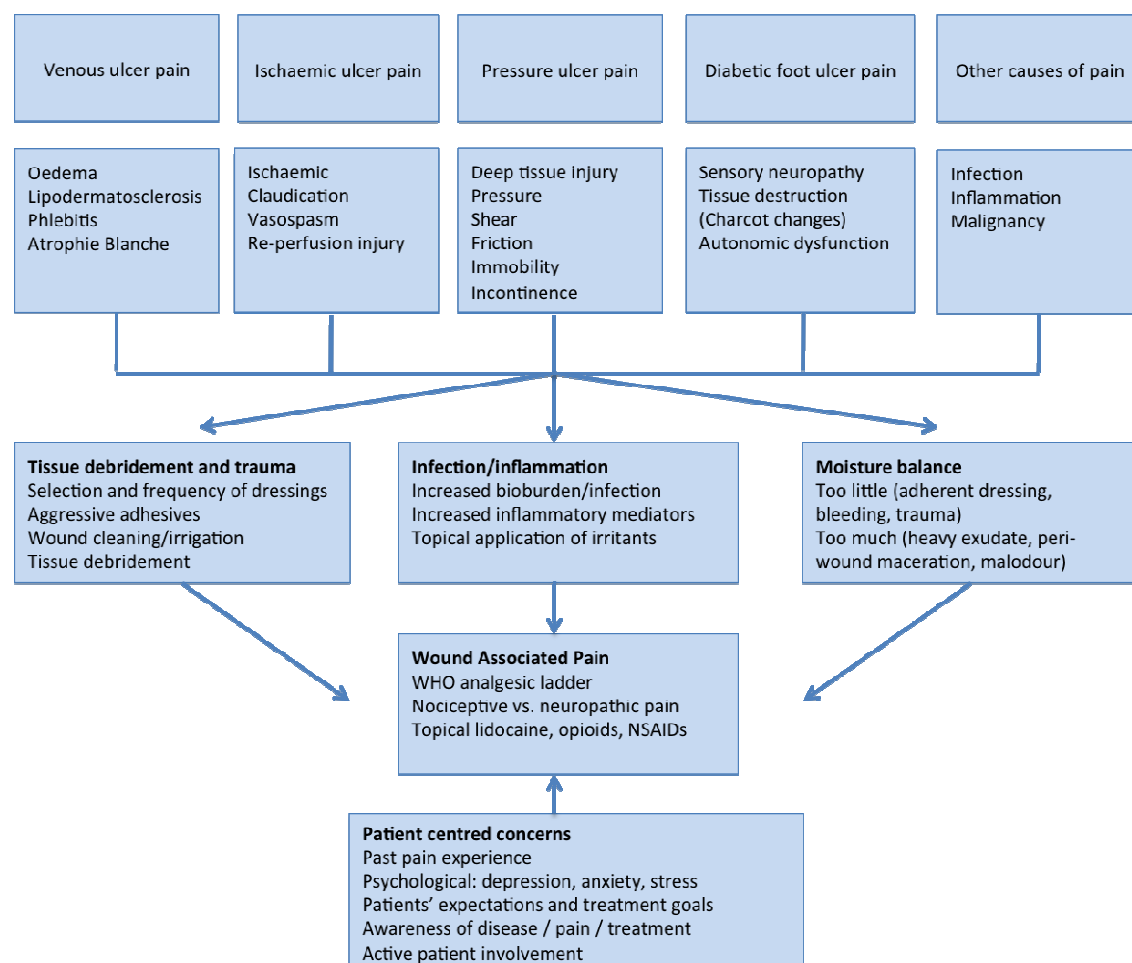 Venous ulcer pain
Ischaemic ulcer pain
Pressure ulcer pain
Diabetic foot ulcer pain
Other causes of pain
Oedema
Lipodermatosclerosis
Phlebitis
Atrophie Blanche
Ischaemic
Claudication
Vasospasm
Re-perfusion injury
Deep tissue injury
Pressure
Shear
Friction
Immobility
Incontinence
Sensory neuropathy
Tissue destruction
(Charcot changes)
Autonomic dysfunction
Infection
Inflammation
Malignancy
Tissue debridement and trauma
Selection and frequency of dressings
Aggressive adhesives
Wound cleaning/irrigation
Tissue debridement
Infection/inflammation
Increased bioburden/infection
Increased inflammatory mediators
Topical application of irritants
Moisture balance
Too little (adherent dressing,
bleeding, trauma)
Too much (heavy exudate, peri-
wound maceration, malodour)
Wound Associated Pain
WHO analgesic ladder
Nociceptive vs. neuropathic pain
Topical lidocaine, opioids, NSAIDs
Patient centred concerns
Past pain experience
Psychological: depression, anxiety, stress
Patients' expectations and treatment goals
Awareness of disease / pain / treatment
Active patient involvement